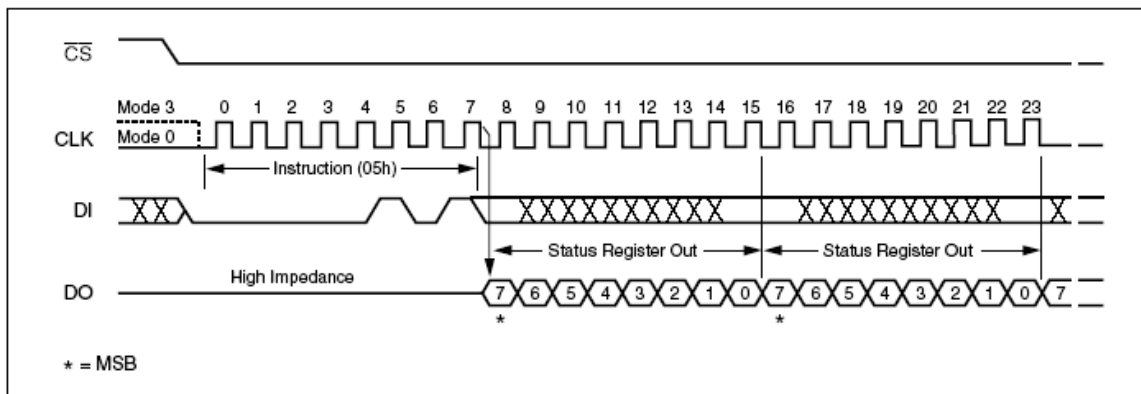 CS
Mode 3
0 1 2 3 4 5 6 7 8 9 10 11 12 13 14 15 16 17 18 19 20 21 22 23
CLK
Mode 0
Instruction (05h)
DI
Status Register Out
Status Register Out
High Impedance
DO
7 6 5 4 3 2 1 0 7 6 5 4 3 2 1 0 7
* *
* = MSB